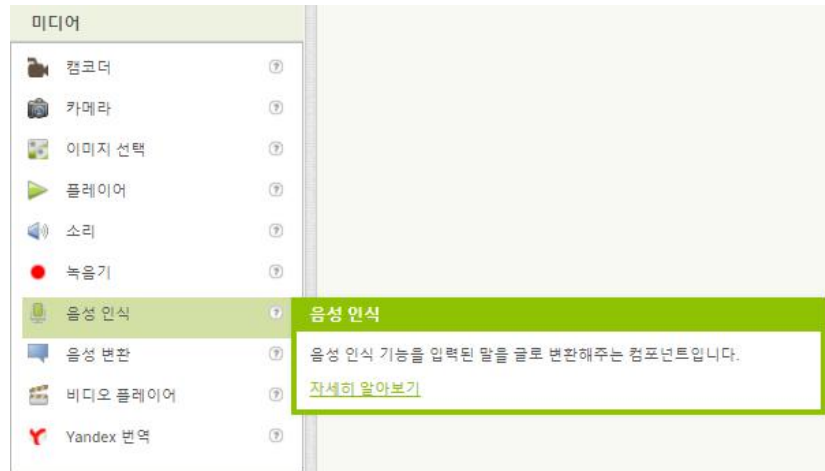 미디어
캠코더
카메라
이미지 선택
플레이어
소리
녹음기
음성 인식
음성 인식
음성 인식 기능을 입력된 말을 글로 변환해주는 컴포넌트입니다.
자세히 알아보기
음성 변환
비디오 플레이어
Yandex 번역